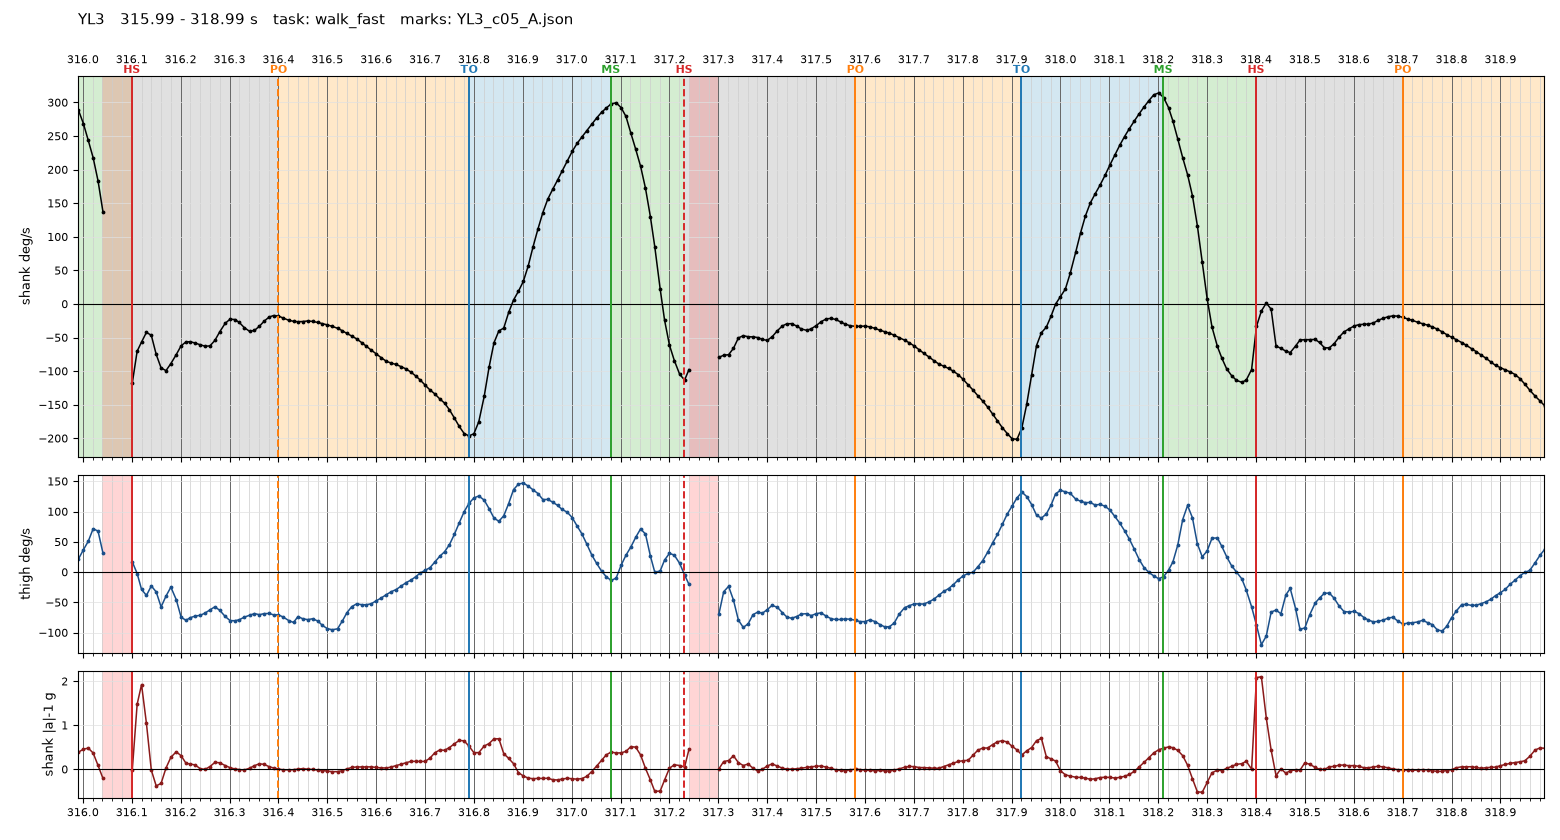 YL3   315.99 - 318.99 s   task: walk_fast   marks: YL3_c05_A.json
316.0 316.1 316.2 316.3 316.4 316.5 316.6 316.7 316.8 316.9 317.0 317.1 317.2 317.3 317.4 317.5 317.6 317.7 317.8 317.9 318.0 318.1 318.2 318.3 318.4 318.5 318.6 318.7 318.8 318.9
HS PO TO MS HS PO TO MS HS PO
shank deg/s
300
250
200
150
100
50
0
−50
−100
−150
−200
thigh deg/s
150
100
50
0
−50
−100
shank |a|-1 g
2
1
0
316.0 316.1 316.2 316.3 316.4 316.5 316.6 316.7 316.8 316.9 317.0 317.1 317.2 317.3 317.4 317.5 317.6 317.7 317.8 317.9 318.0 318.1 318.2 318.3 318.4 318.5 318.6 318.7 318.8 318.9